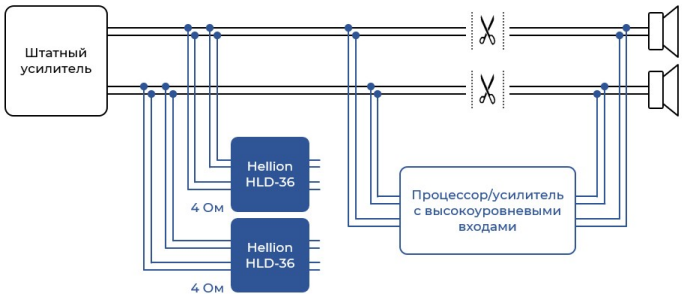 Штатный
усилитель
Hellion
HLD-36
4 Ом
Hellion
HLD-36
4 Ом
Процессор/усилитель
с высокоуровневыми
входами